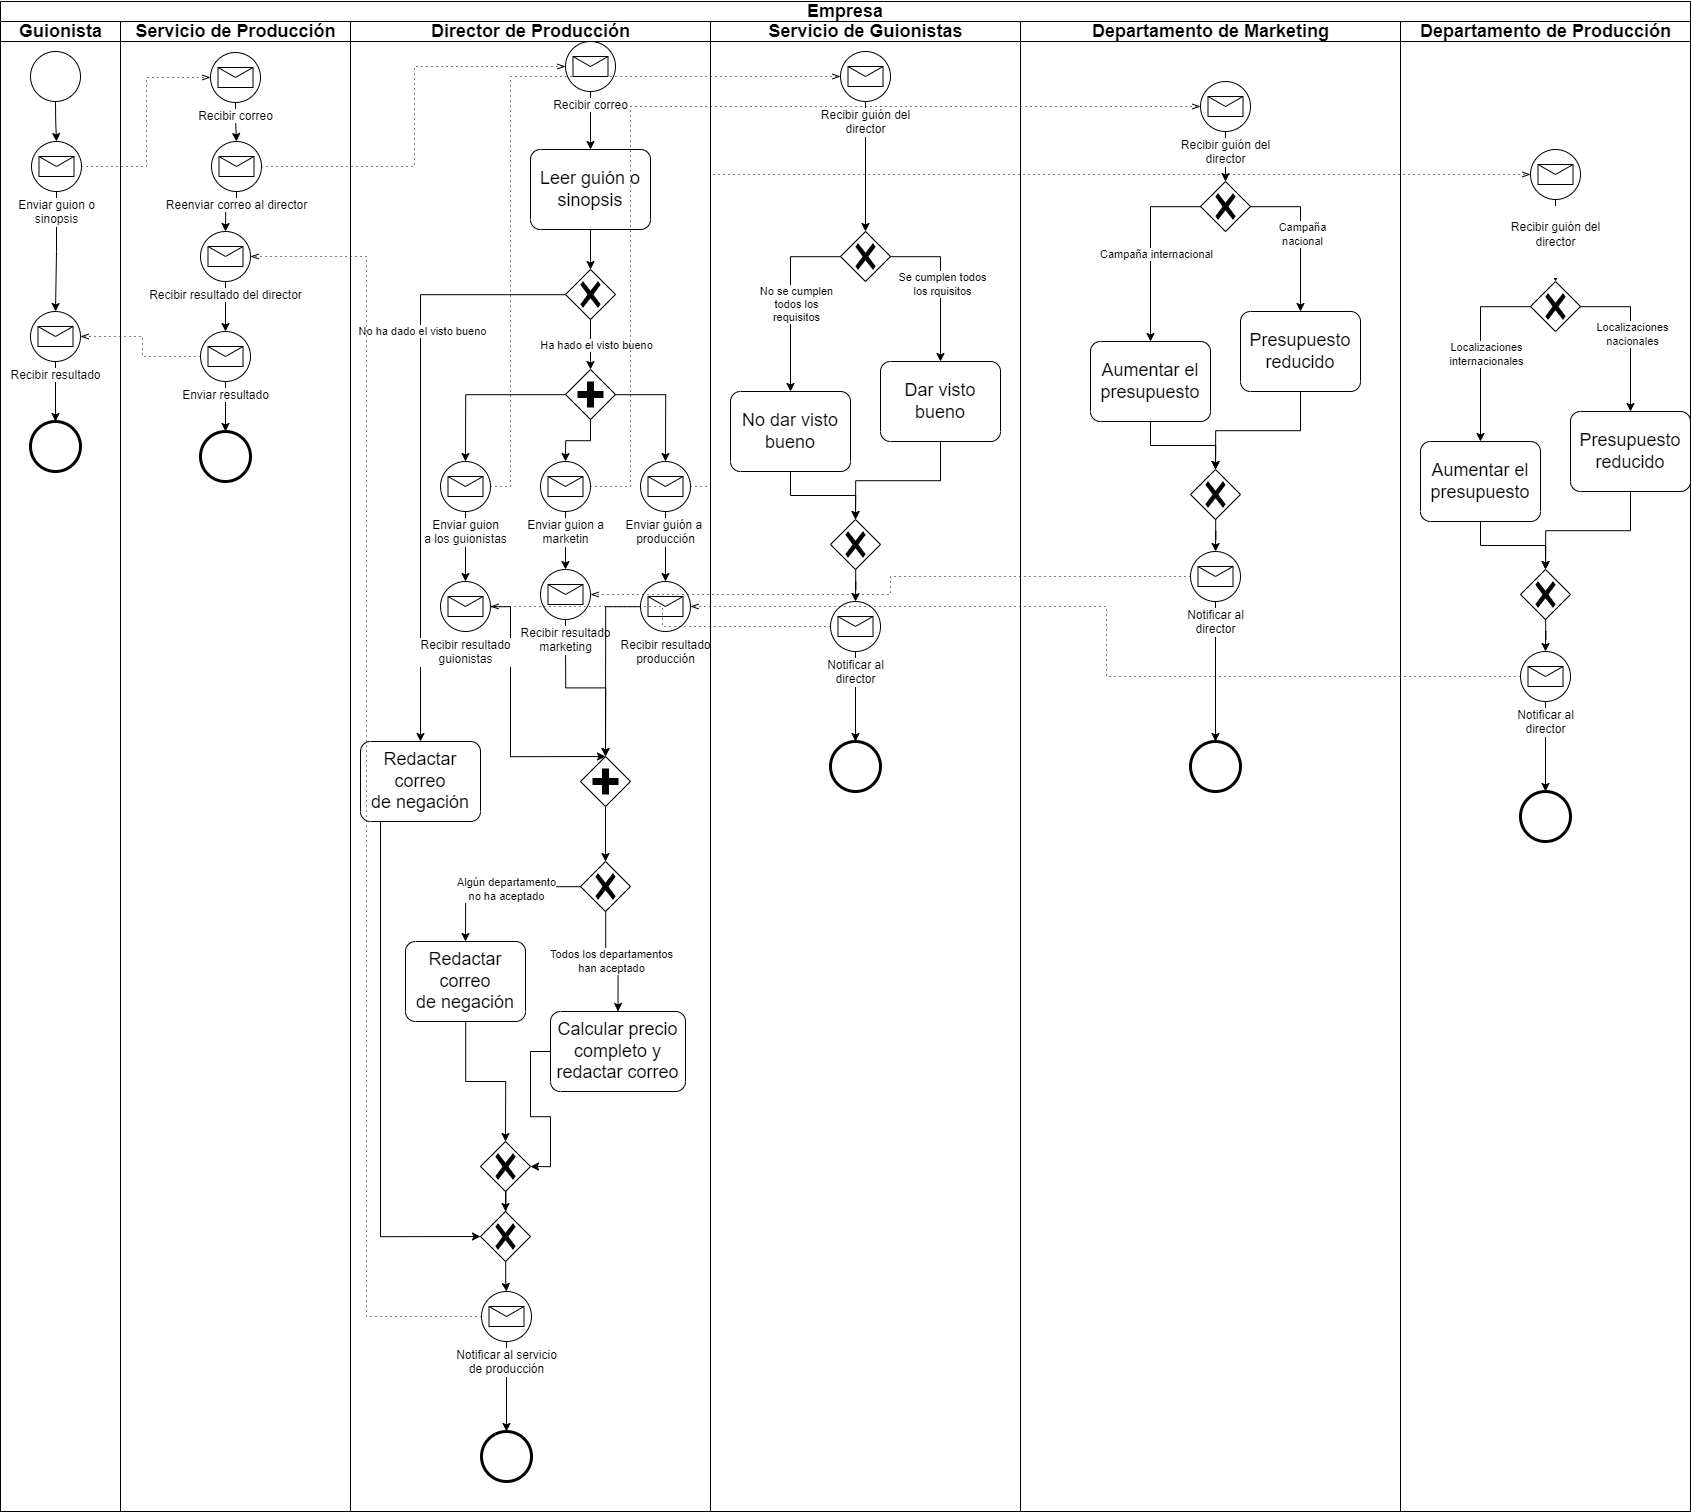 Empresa
Guionista
Servicio de Producción
Director de Producción
Servicio de Guionistas
Departamento de Marketing
Departamento de Producción
Enviar guion o
sinopsis
Recibir resultado
Recibir correo
Reenviar correo al director
Recibir resultado del director
Enviar resultado
Recibir correo
Leer guión o
sinopsis
No ha dado el visto bueno
Ha hado el visto bueno
Enviar guion
a los guionistas
Enviar guion a
marketin
Enviar guión a
producción
Recibir resultado
guionistas
Recibir resultado
marketing
Recibir resultado
producción
Redactar
correo
de negación
Algún departamento
no ha aceptado
Todos los departamentos
han aceptado
Redactar
correo
de negación
Calcular precio
completo y
redactar correo
Notificar al servicio
de producción
Recibir guión del
director
No se cumplen
todos los
requisitos
Se cumplen todos
los rquisitos
No dar visto
bueno
Dar visto
bueno
Notificar al
director
Recibir guión del
director
Campaña internacional
Campaña
nacional
Aumentar el
presupuesto
Presupuesto
reducido
Notificar al
director
Recibir guión del
director
Localizaciones
internacionales
Localizaciones
nacionales
Aumentar el
presupuesto
Presupuesto
reducido
Notificar al
director